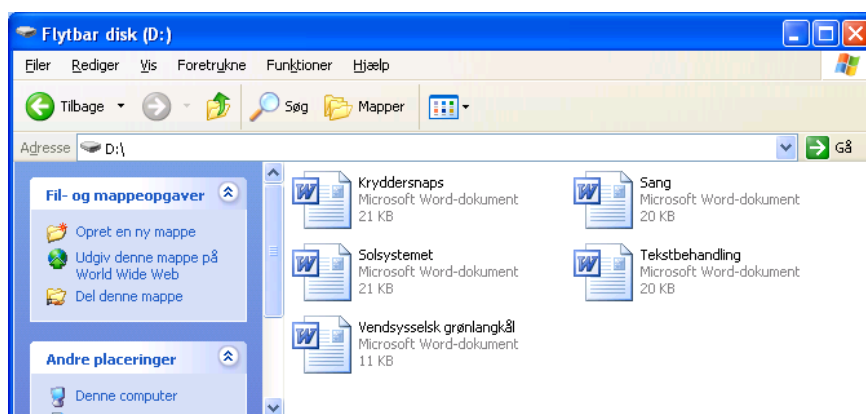 Flytbar disk (D:)
Filer Rediger Vis Foretrukne Funktioner Hjælp
Tilbage Søg Mapper
Adresse D:\ Gå
Fil- og mappeopgaver
Opret en ny mappe
Udgiv denne mappe på
World Wide Web
Del denne mappe
Andre placeringer
Denne computer
Kryddersnaps
Microsoft Word-dokument
21 KB
Sang
Microsoft Word-dokument
20 KB
Solsystemet
Microsoft Word-dokument
21 KB
Tekstbehandling
Microsoft Word-dokument
20 KB
Vendsysselsk grønlangkål
Microsoft Word-dokument
11 KB